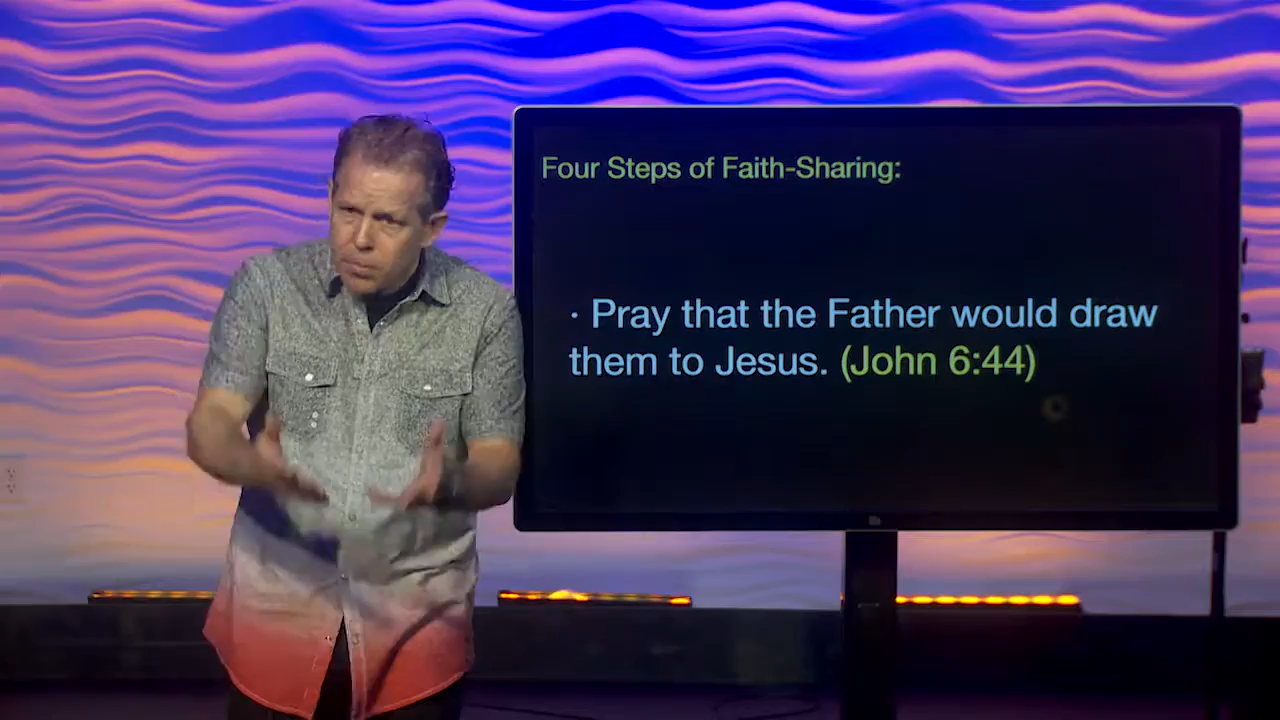 Four Steps of Faith-Sharing:
· Pray that the Father would draw
them to Jesus. (John 6:44)